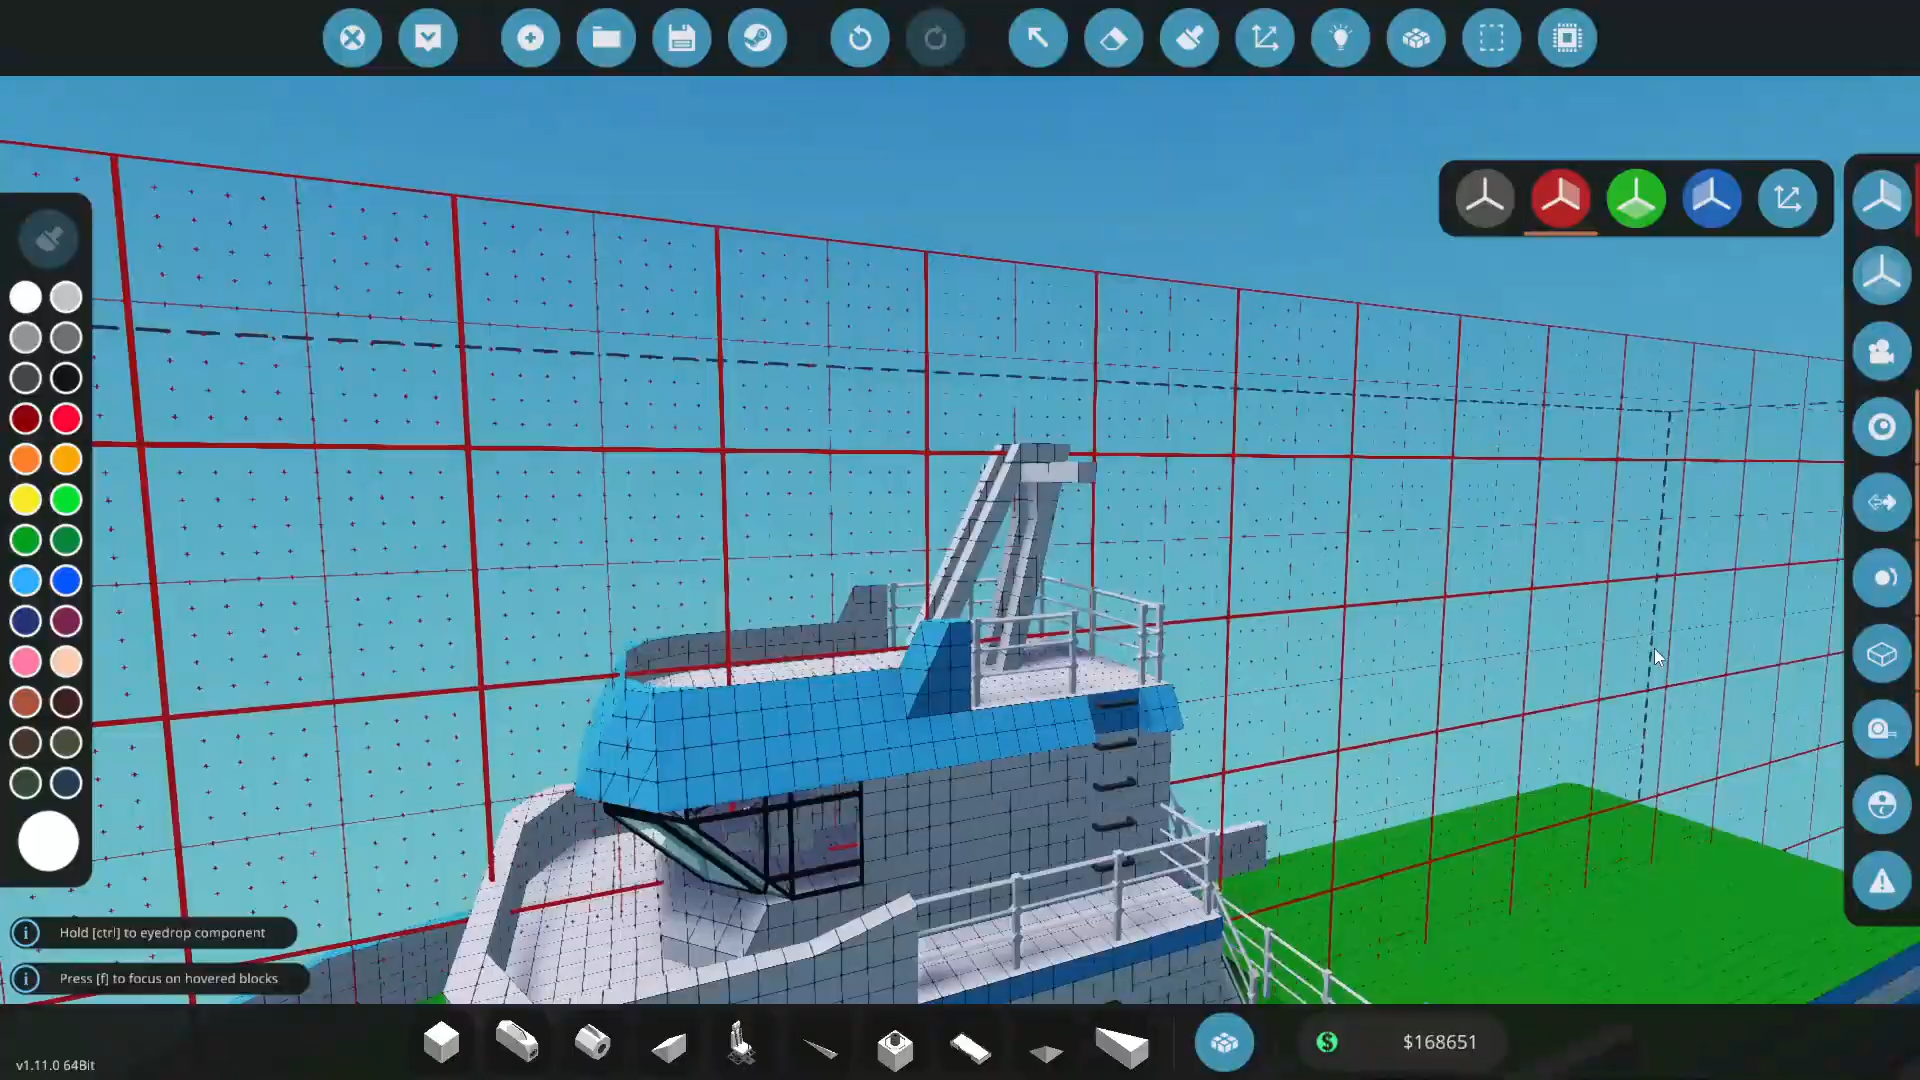 Hold [ctrl] to eyedrop component
Press [f] to focus on hovered blocks
$168651
v1.11.0 64Bit